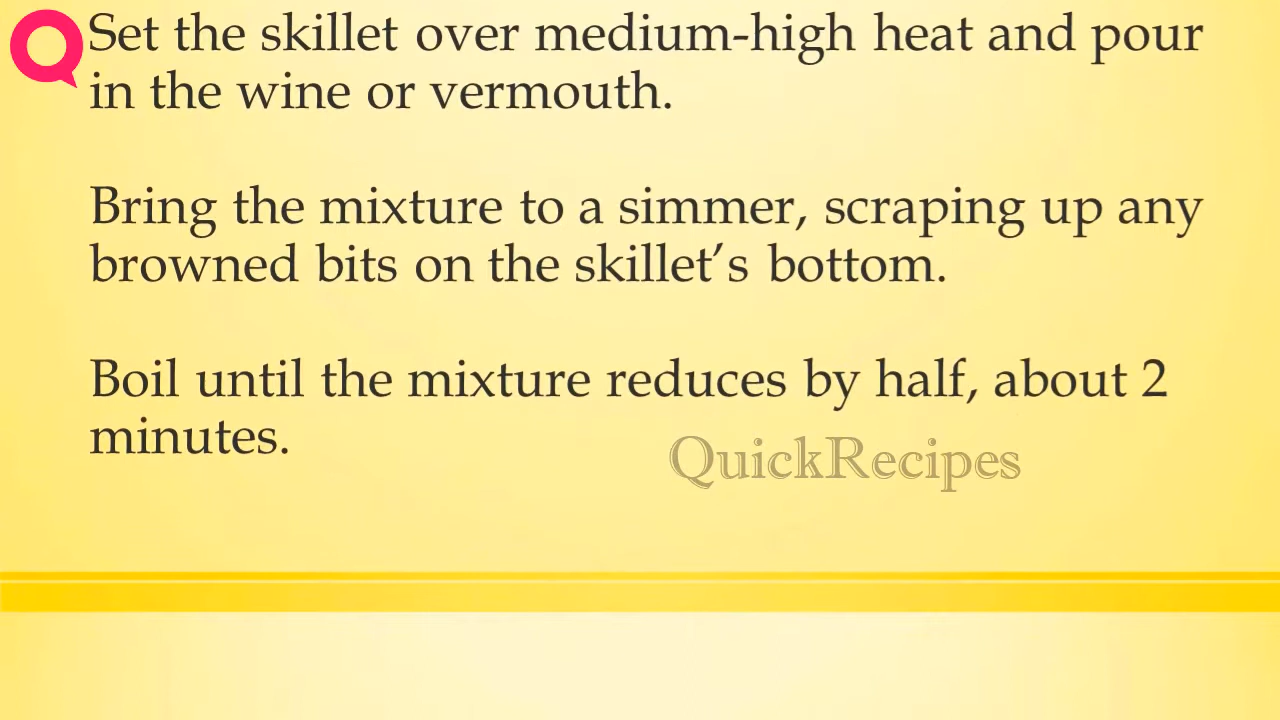 Set the skillet over medium-high heat and pour
in the wine or vermouth.
Bring the mixture to a simmer, scraping up any
browned bits on the skillet’s bottom.
Boil until the mixture reduces by half, about 2
minutes.
QuickRecipes